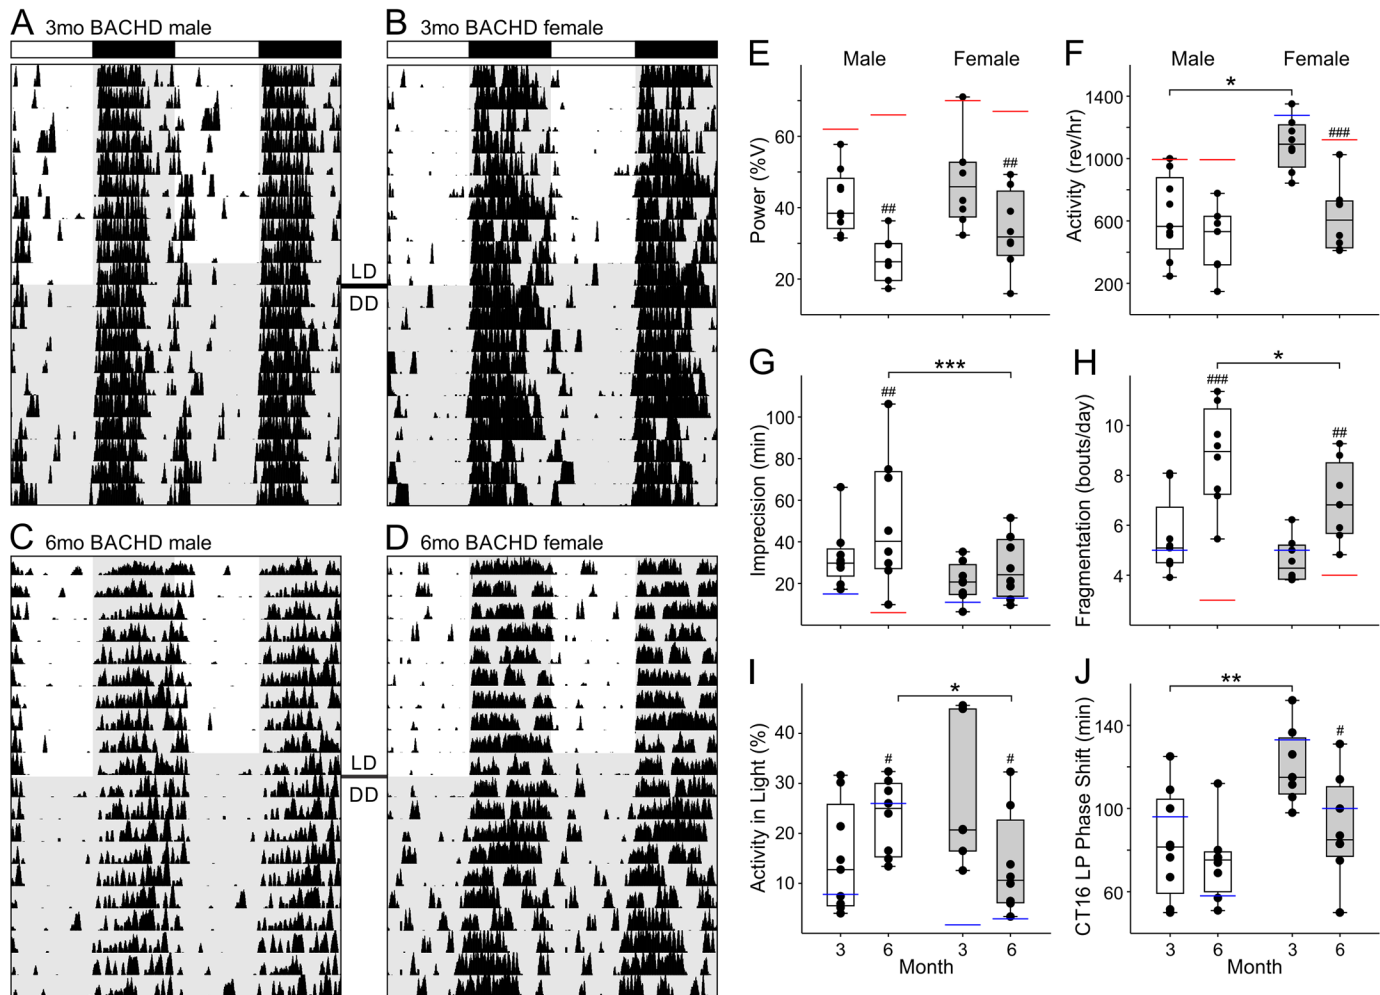 A 3mo BACHD male
B 3mo BACHD female
LD
DD
C 6mo BACHD male
D 6mo BACHD female
LD
DD
E Male Female
Power (%V)
60
40
20
##
##
F Male Female
Activity (rev/hr)
1400
1000
600
200
*
###
G
Imprecision (min)
100
80
60
40
20
##
***
H
Fragmentation (bouts/day)
10
8
6
4
###
*
##
I
Activity in Light (%)
40
30
20
10
#
*
#
3 6 3 6
Month
J
CT16 LP Phase Shift (min)
140
100
60
**
#
3 6 3 6
Month